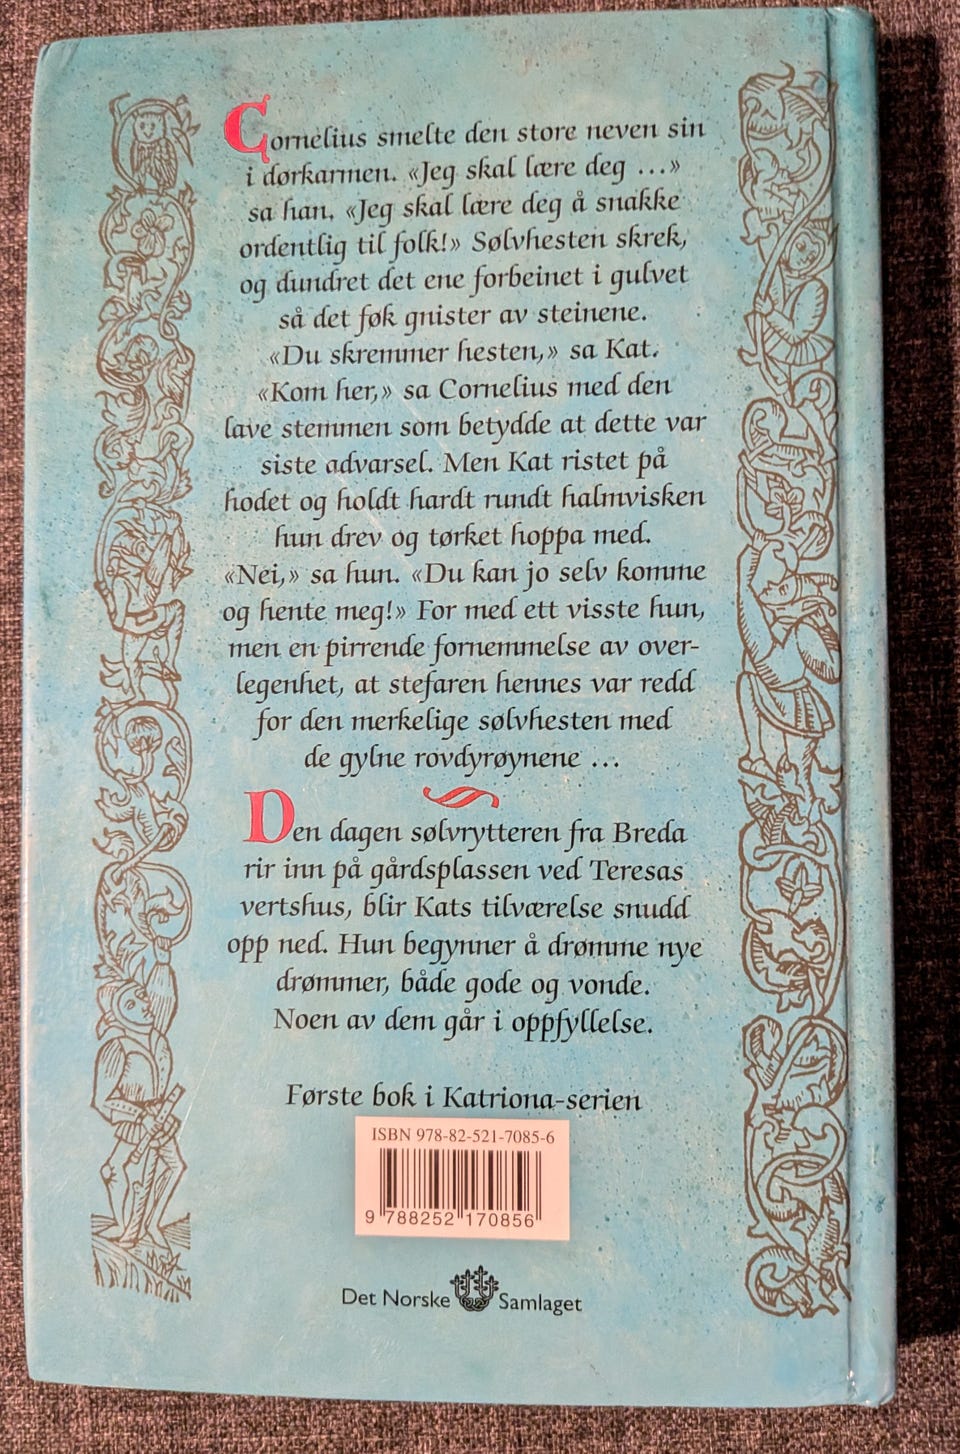 Cornelius smelte den store neven sin
i dørkarmen. «Jeg skal lære deg ...»
sa han. «Jeg skal lære deg å snakke
ordentlig til folk!» Sølvhesten skrek,
og dundret det ene forbeinet i gulvet
så det føk gnister av steinene.
«Du skremmer hesten,» sa Kat.
«Kom her,» sa Cornelius med den
lave stemmen som betydde at dette var
siste advarsel. Men Kat ristet på
hodet og holdt hardt rundt halmvisken
hun drev og tørket hoppa med.
«Nei,» sa hun. «Du kan jo selv komme
og hente meg!» For med ett visste hun,
men en pirrende fornemmelse av over-
legenhet, at stefaren hennes var redd
for den merkelige sølvhesten med
de gylne rovdyrøynene ...
Den dagen sølvrytteren fra Breda
rir inn på gårdsplassen ved Teresas
vertshus, blir Kats tilværelse snudd
opp ned. Hun begynner å drømme nye
drømmer, både gode og vonde.
Noen av dem går i oppfyllelse.
Første bok i Katriona-serien
ISBN 978-82-521-7085-6
9 788252 170856
Det Norske Samlaget